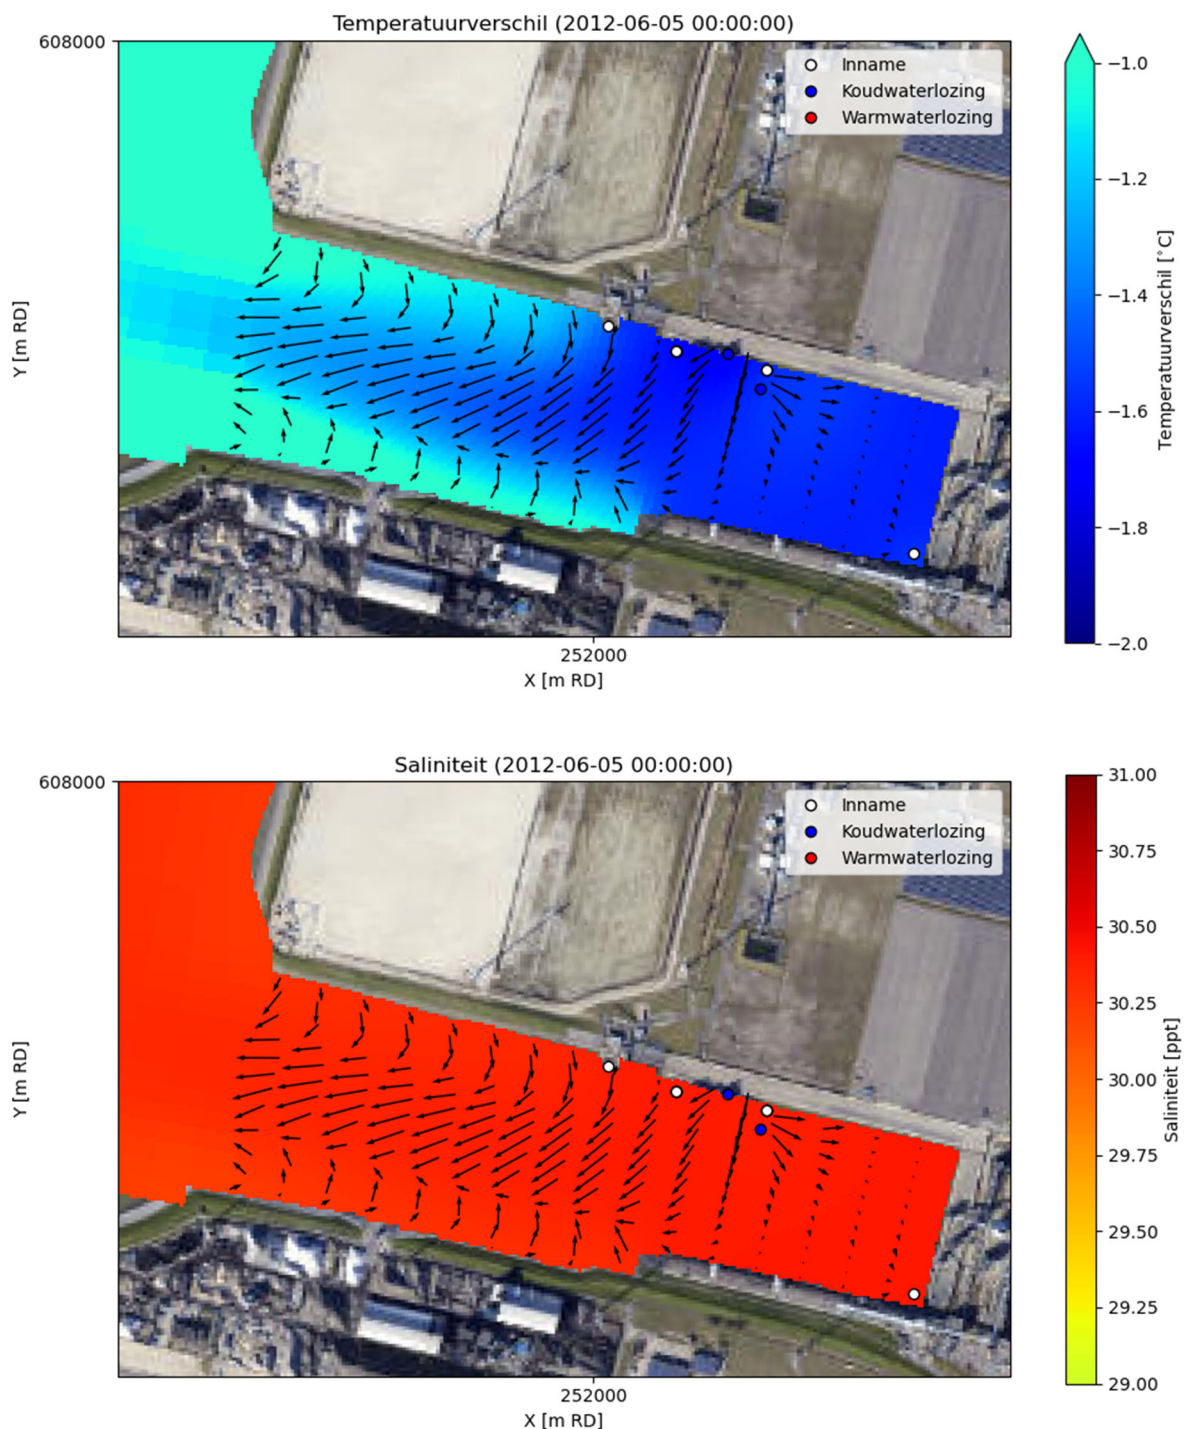 Temperatuurverschil (2012-06-05 00:00:00)
608000
Inname
Koudwaterlozing
Warmwaterlozing
Y [m RD]
252000
X [m RD]
−1.0
−1.2
−1.4
−1.6
−1.8
−2.0
Temperatuurverschil [°C]
Saliniteit (2012-06-05 00:00:00)
608000
Inname
Koudwaterlozing
Warmwaterlozing
Y [m RD]
252000
X [m RD]
31.00
30.75
30.50
30.25
30.00
29.75
29.50
29.25
29.00
Saliniteit [ppt]